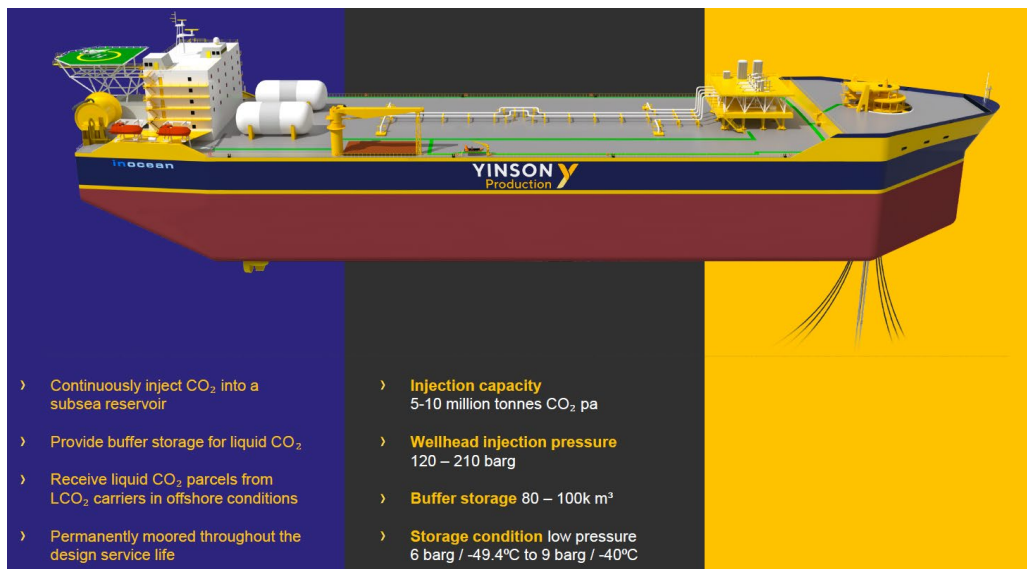 inocean
YINSON
Production
› Continuously inject CO₂ into a
subsea reservoir
› Provide buffer storage for liquid CO₂
› Receive liquid CO₂ parcels from
LCO₂ carriers in offshore conditions
› Permanently moored throughout the
design service life
› Injection capacity
5-10 million tonnes CO₂ pa
› Wellhead injection pressure
120 – 210 barg
› Buffer storage 80 – 100k m³
› Storage condition low pressure
6 barg / -49.4ºC to 9 barg / -40ºC